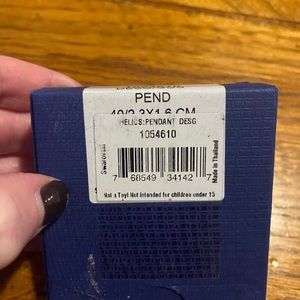 PEND
40/2.3X1.6 CM
HELIOS:PENDANT DESG
1054610
Swarovski
7 68549 34142 7
Made in Thailand
Not a Toy! Not intended for children under 15